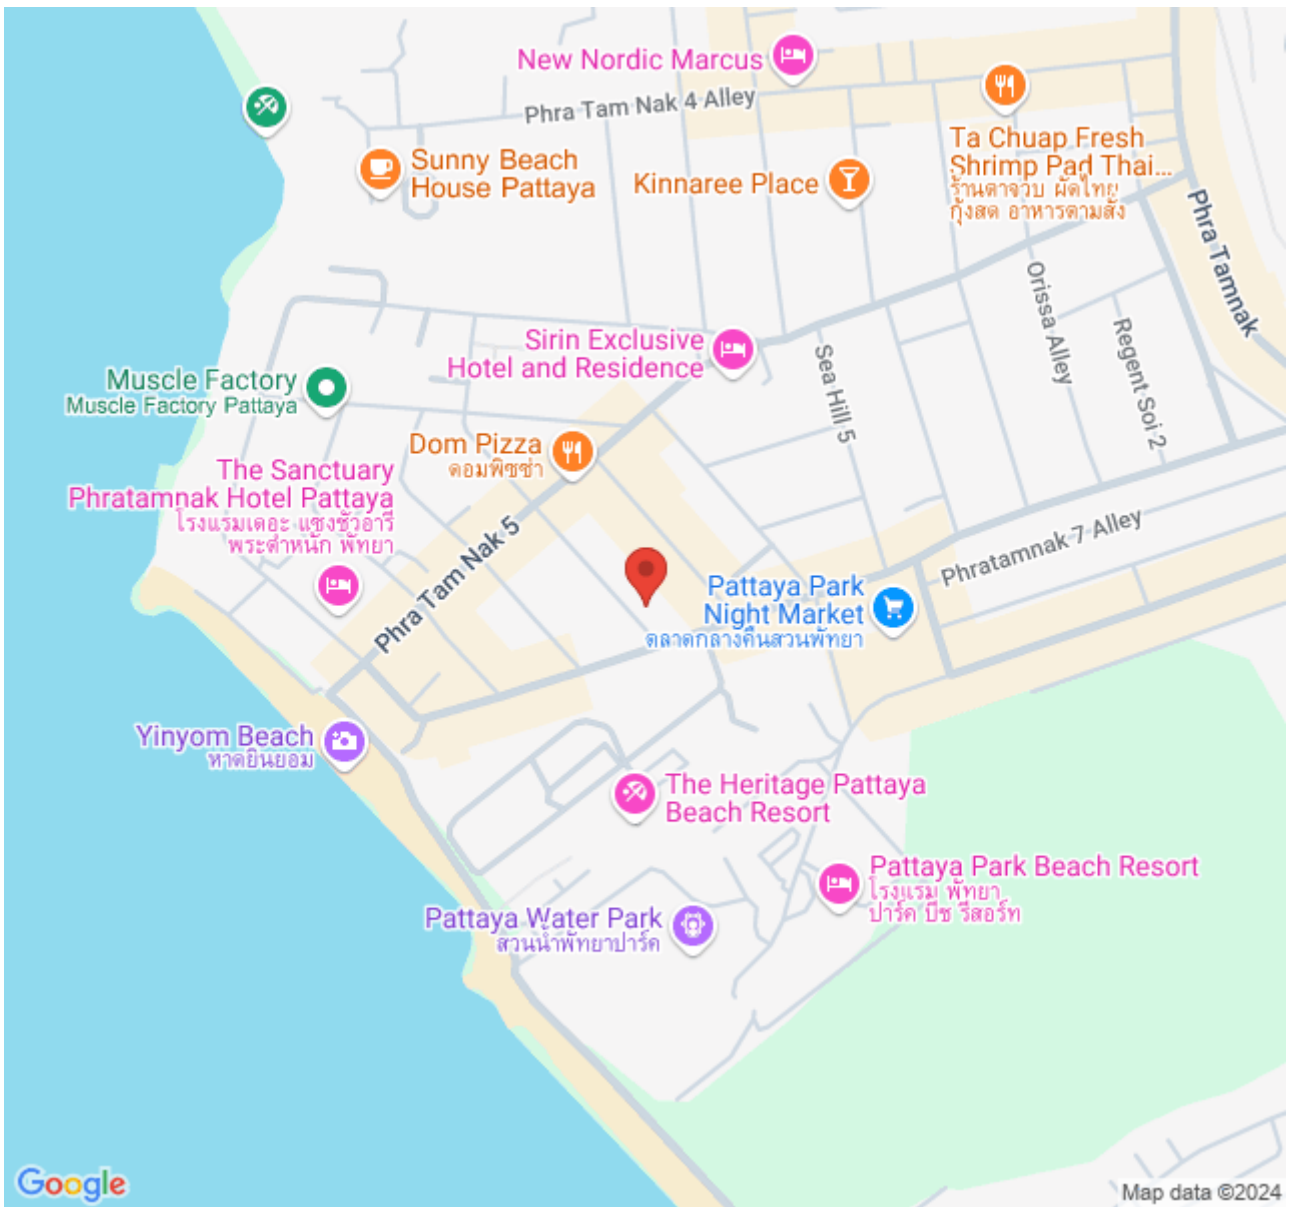 New Nordic Marcus
Phra Tam Nak 4 Alley
Ta Chuap Fresh
Shrimp Pad Thai...
ร้านตาจวบ ผัดไทย
กุ้งสด อาหารตามสั่ง
Sunny Beach
House Pattaya
Kinnaree Place
Phra Tamnak
Orissa Alley
Regent Soi 2
Sirin Exclusive
Hotel and Residence
Sea Hill 5
Muscle Factory
Muscle Factory Pattaya
Dom Pizza
ดอมพิซซ่า
The Sanctuary
Phratamnak Hotel Pattaya
โรงแรมเดอะ แซงชัวอารี
พระตำหนัก พัทยา
Phra Tam Nak 5
Phratamnak 7 Alley
Pattaya Park
Night Market
ตลาดกลางคืนสวนพัทยา
Yinyom Beach
หาดยินยอม
The Heritage Pattaya
Beach Resort
Pattaya Park Beach Resort
โรงแรม พัทยา
ปาร์ค บีช รีสอร์ท
Pattaya Water Park
สวนน้ำพัทยาปาร์ค
Google
Map data ©2024